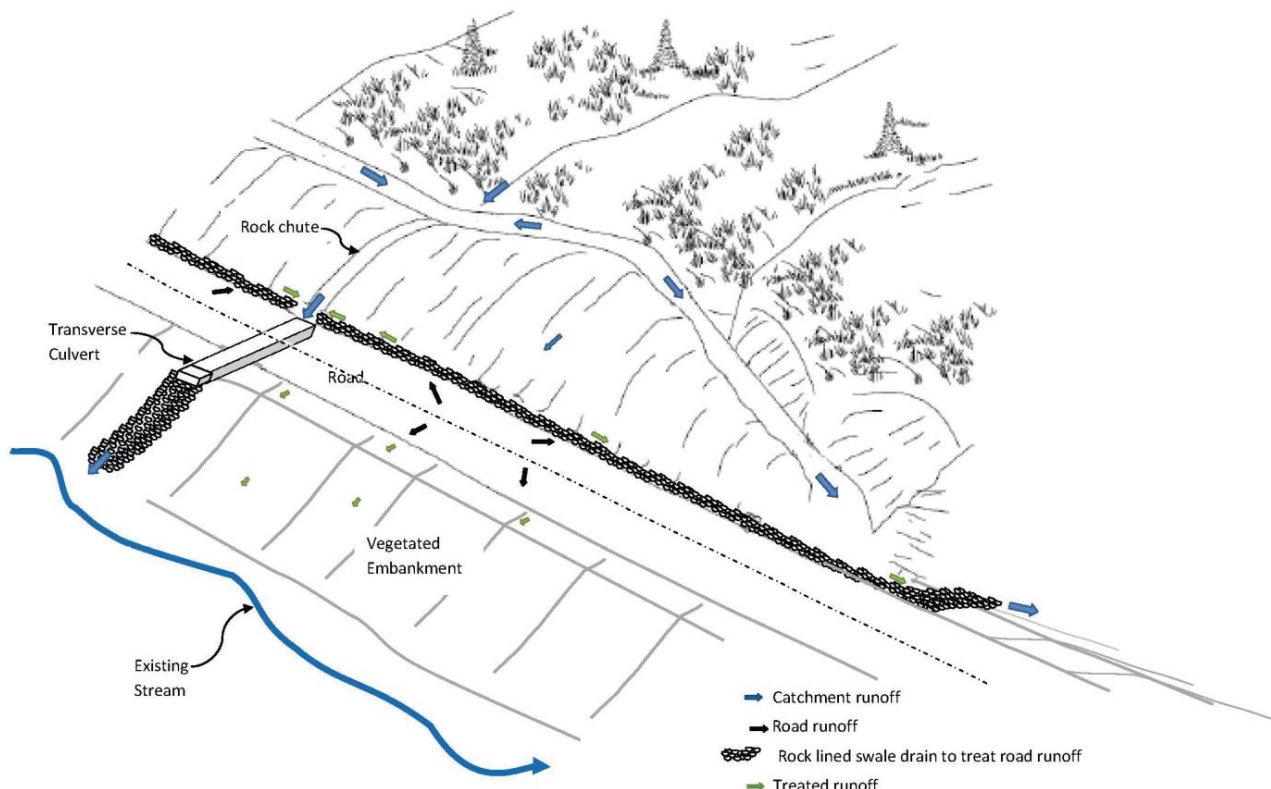 Rock chute
Transverse
Culvert
Road
Vegetated
Embankment
Existing
Stream
Catchment runoff
Road runoff
Rock lined swale drain to treat road runoff
Treated runoff